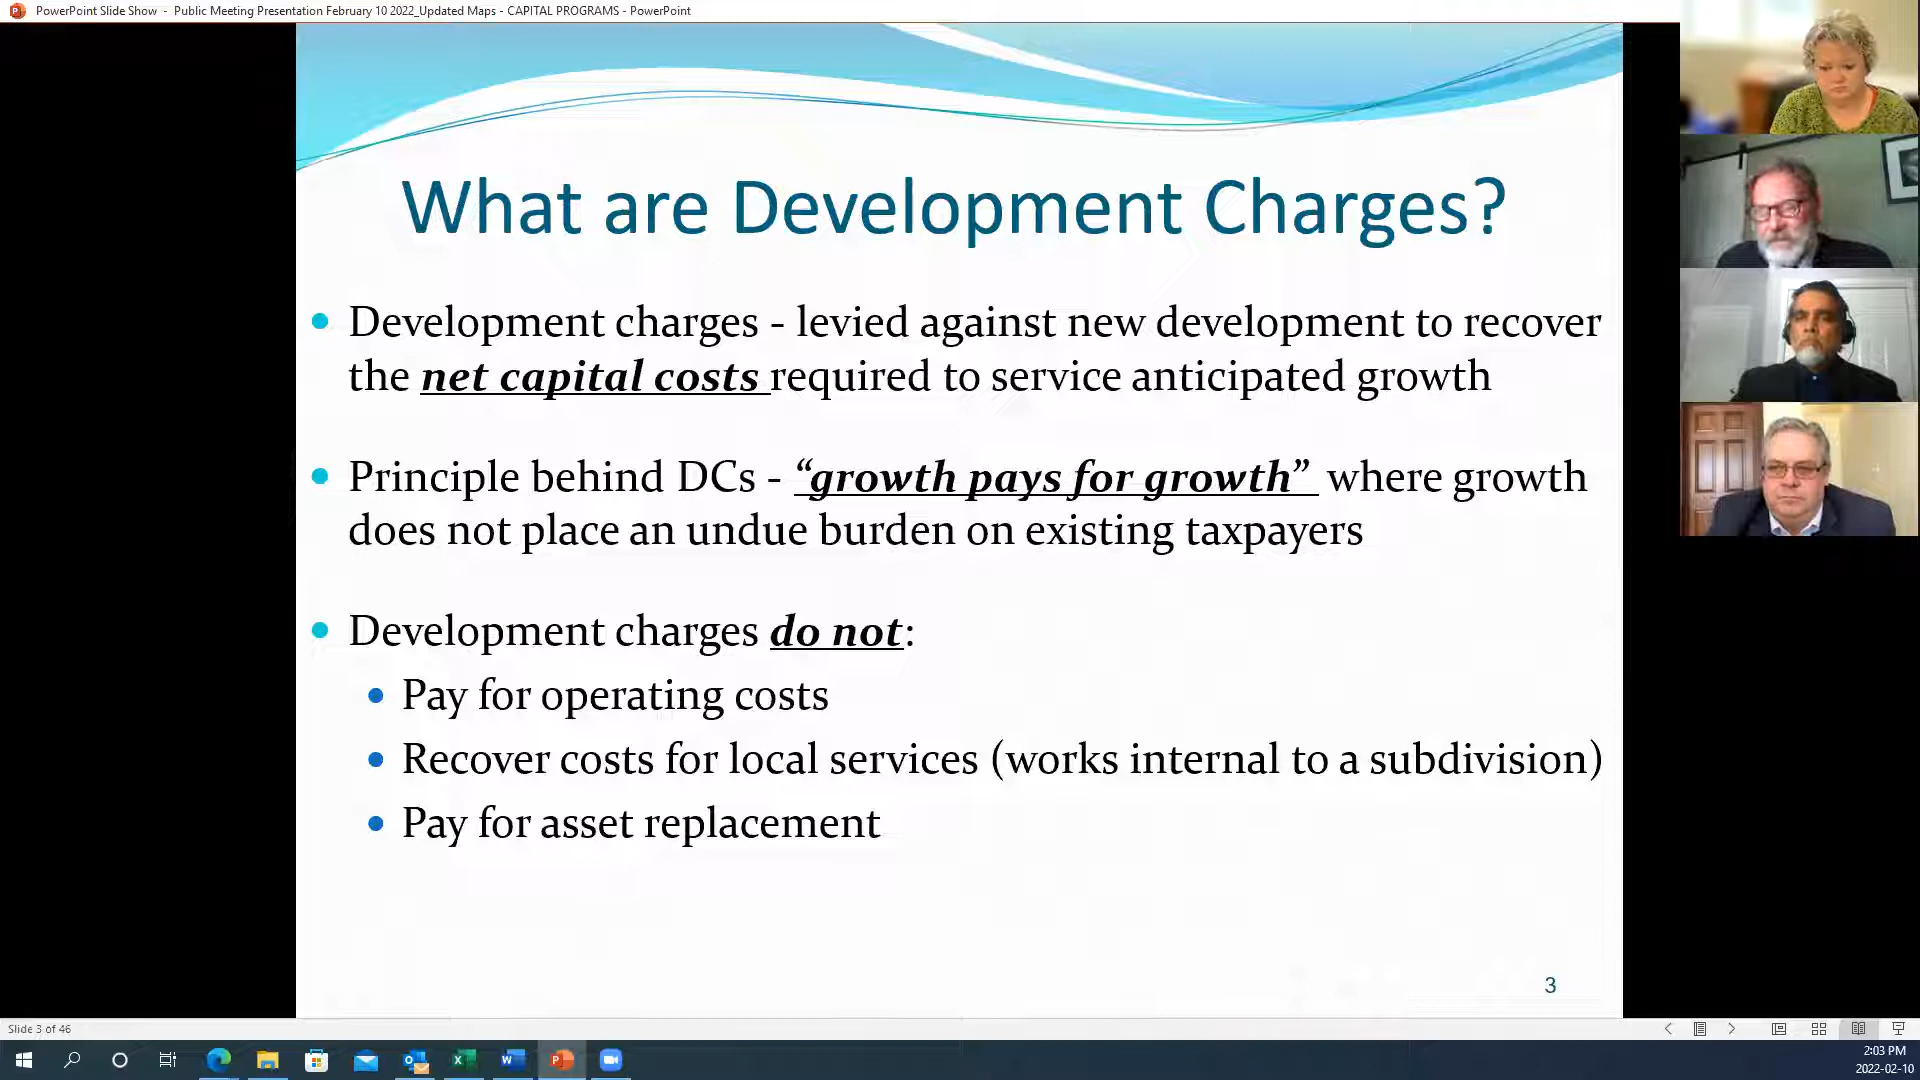 PowerPoint Slide Show - Public Meeting Presentation February 10 2022_Updated Maps - CAPITAL PROGRAMS - PowerPoint
What are Development Charges?
Development charges - levied against new development to recover
the net capital costs required to service anticipated growth
Principle behind DCs - “growth pays for growth” where growth
does not place an undue burden on existing taxpayers
Development charges do not:
Pay for operating costs
Recover costs for local services (works internal to a subdivision)
Pay for asset replacement
3
Slide 3 of 46
2:03 PM
2022-02-10